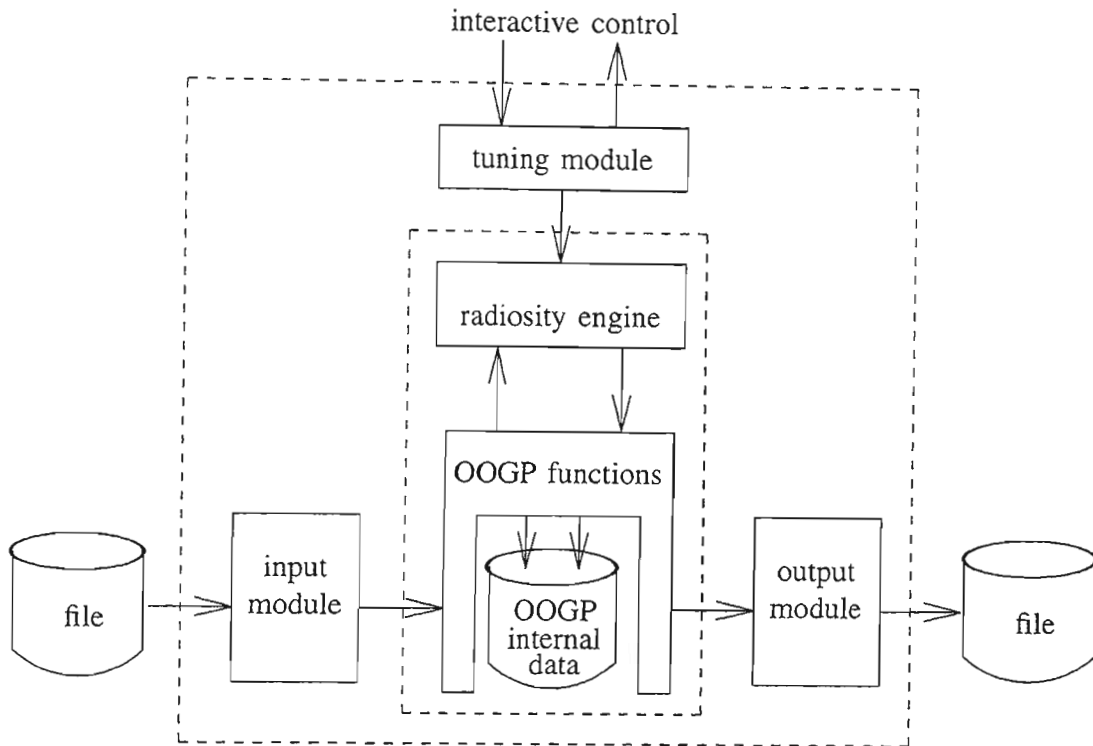 interactive control
tuning module
radiosity engine
OOGP functions
file
input
module
OOGP
internal
data
output
module
file